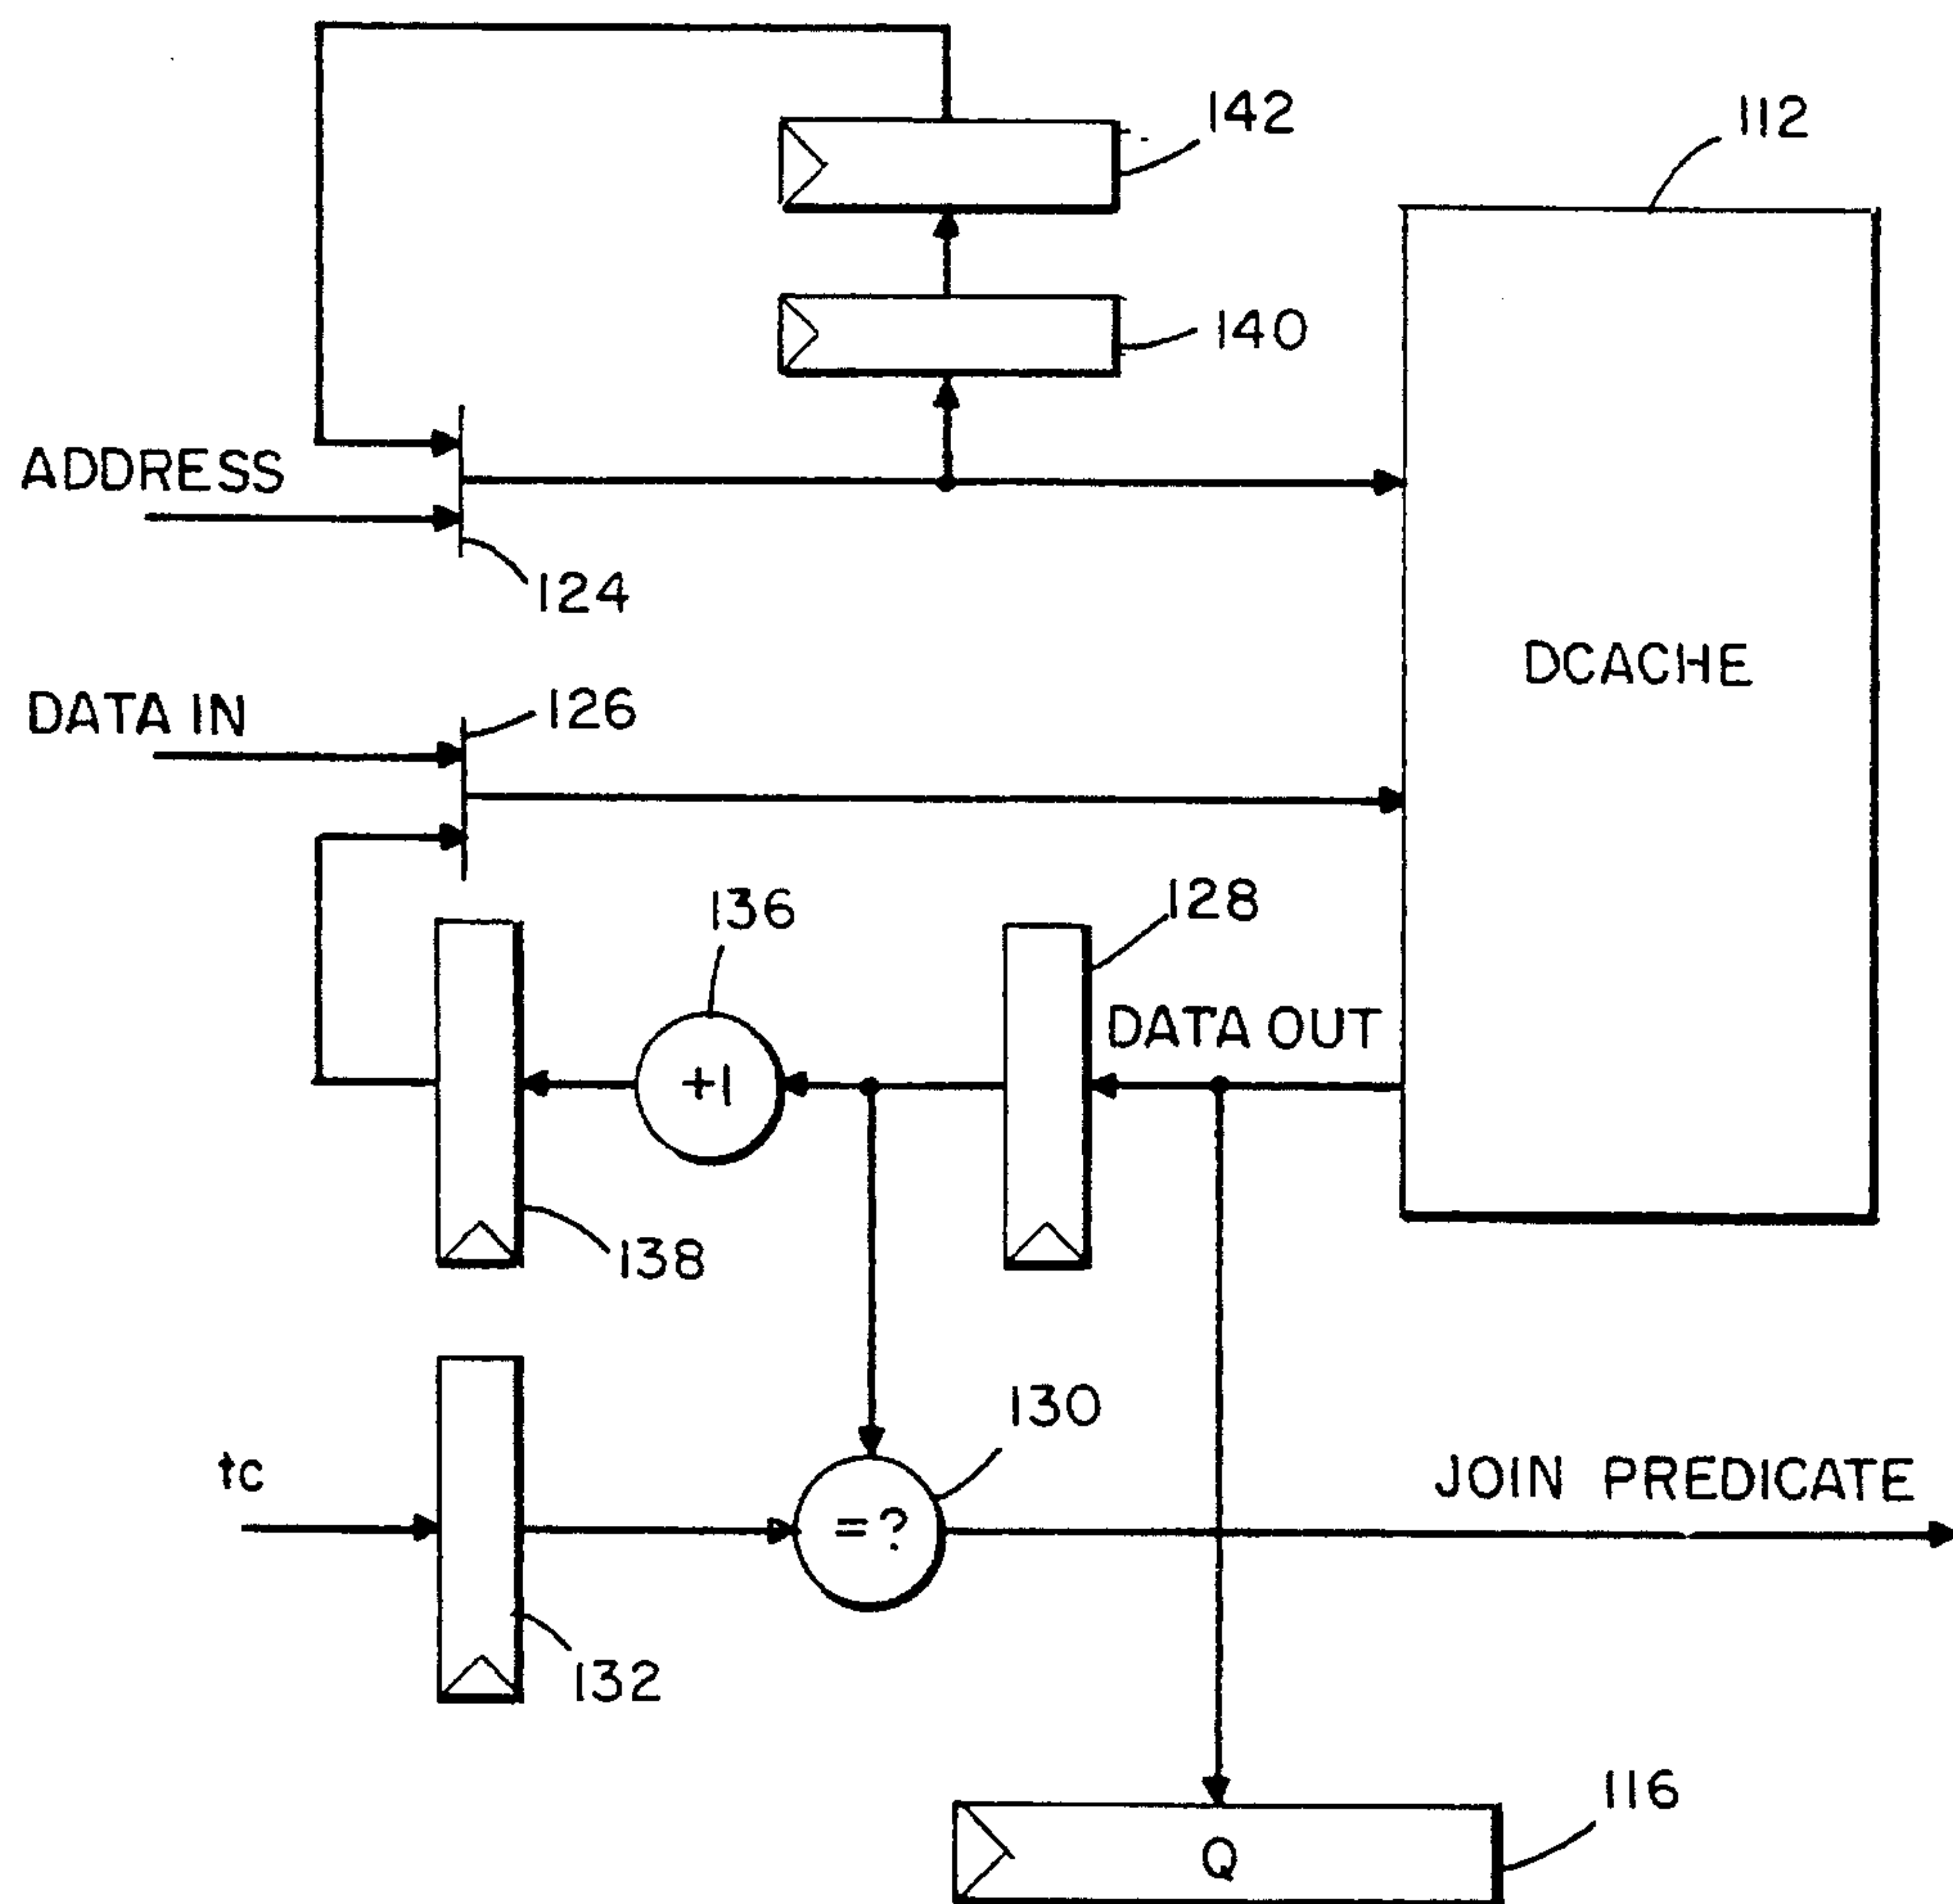 142
112
140
ADDRESS
124
DCACHE
DATA IN
126
136
128
DATA OUT
+1
138
130
tc
JOIN PREDICATE
=?
132
116
Q